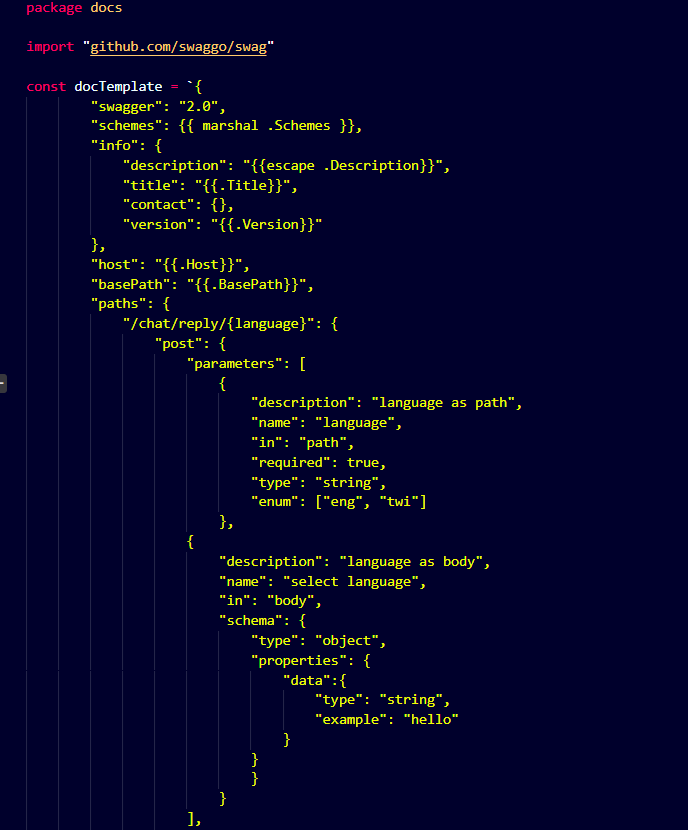 package docs
import "github.com/swaggo/swag"
const docTemplate = `{
"swagger": "2.0",
"schemes": {{ marshal .Schemes }},
"info": {
"description": "{{escape .Description}}",
"title": "{{.Title}}",
"contact": {},
"version": "{{.Version}}"
},
"host": "{{.Host}}",
"basePath": "{{.BasePath}}",
"paths": {
"/chat/reply/{language}": {
"post": {
"parameters": [
{
"description": "language as path",
"name": "language",
"in": "path",
"required": true,
"type": "string",
"enum": ["eng", "twi"]
},
{
"description": "language as body",
"name": "select language",
"in": "body",
"schema": {
"type": "object",
"properties": {
"data":{
"type": "string",
"example": "hello"
}
}
}
}
],